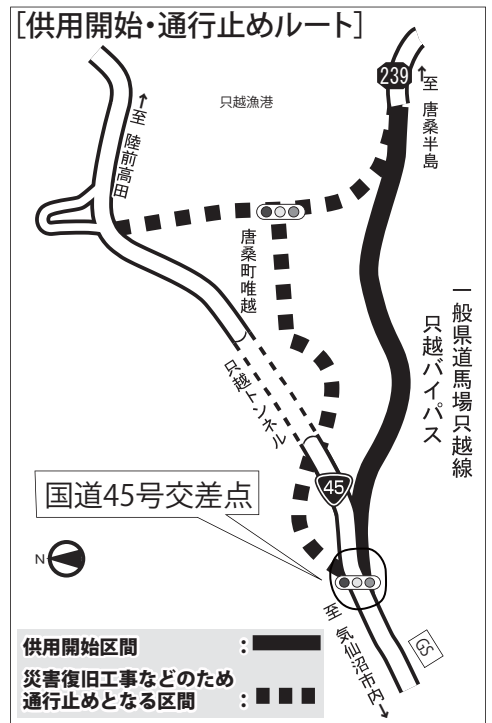 [供用開始・通行止めルート]
239
↑至 唐桑半島
只越漁港
↑至 陸前高田
唐桑町唯越
一般県道馬場只越線
只越バイパス
只越トンネル
45
国道45号交差点
N
至 気仙沼市内↓
GS
供用開始区間 :
災害復旧工事などのため
通行止めとなる区間 :